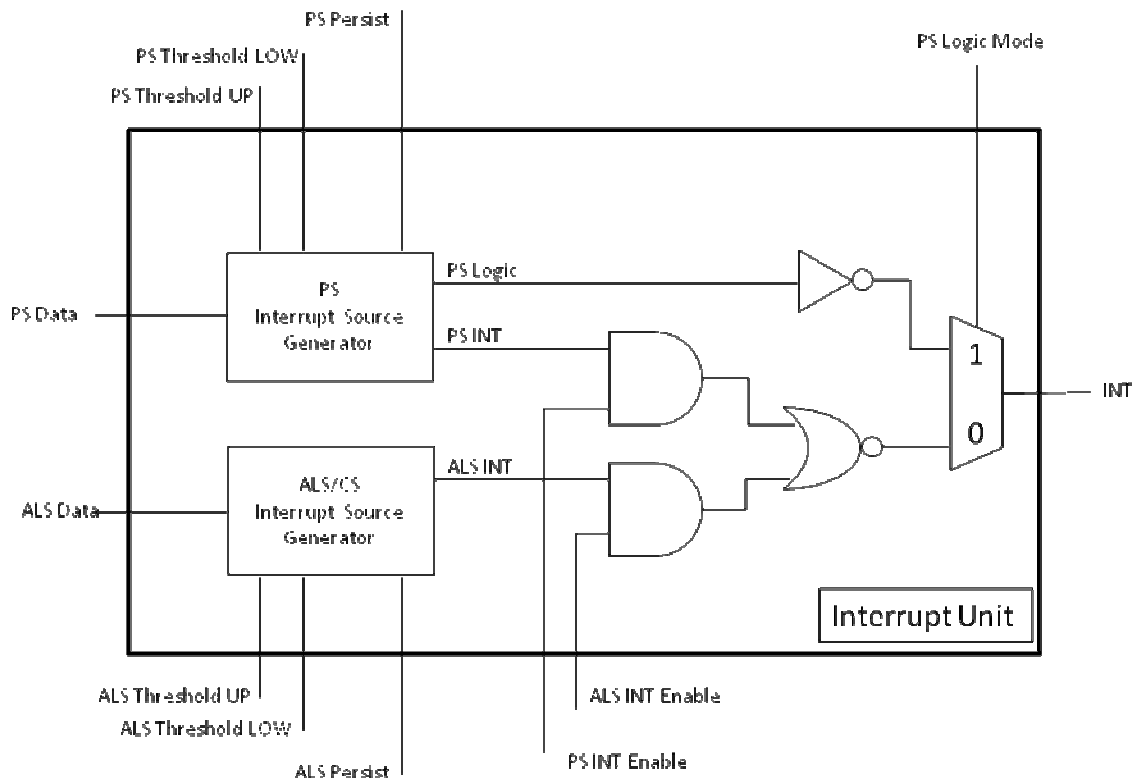 PS Persist
PS Threshold LOW
PS Threshold UP
PS Logic Mode
PS Data
PS
Interrupt Source
Generator
PS Logic
PS INT
1
0
INT
ALS Data
ALS/CS
Interrupt Source
Generator
ALS INT
Interrupt Unit
ALS Threshold UP
ALS Threshold LOW
ALS Persist
ALS INT Enable
PS INT Enable